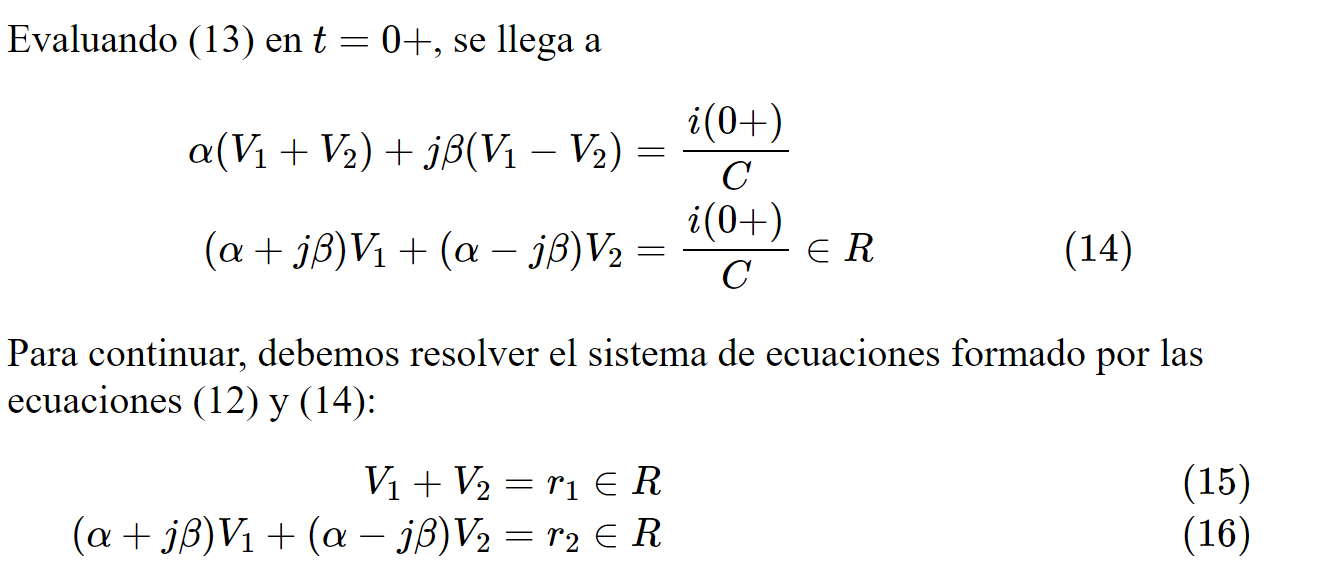 Evaluando (13) en t = 0+, se llega a
α(V₁ + V₂) + jβ(V₁ − V₂) = i(0+)/C
(α + jβ)V₁ + (α − jβ)V₂ = i(0+)/C ∈ R (14)
Para continuar, debemos resolver el sistema de ecuaciones formado por las
ecuaciones (12) y (14):
V₁ + V₂ = r₁ ∈ R (15)
(α + jβ)V₁ + (α − jβ)V₂ = r₂ ∈ R (16)